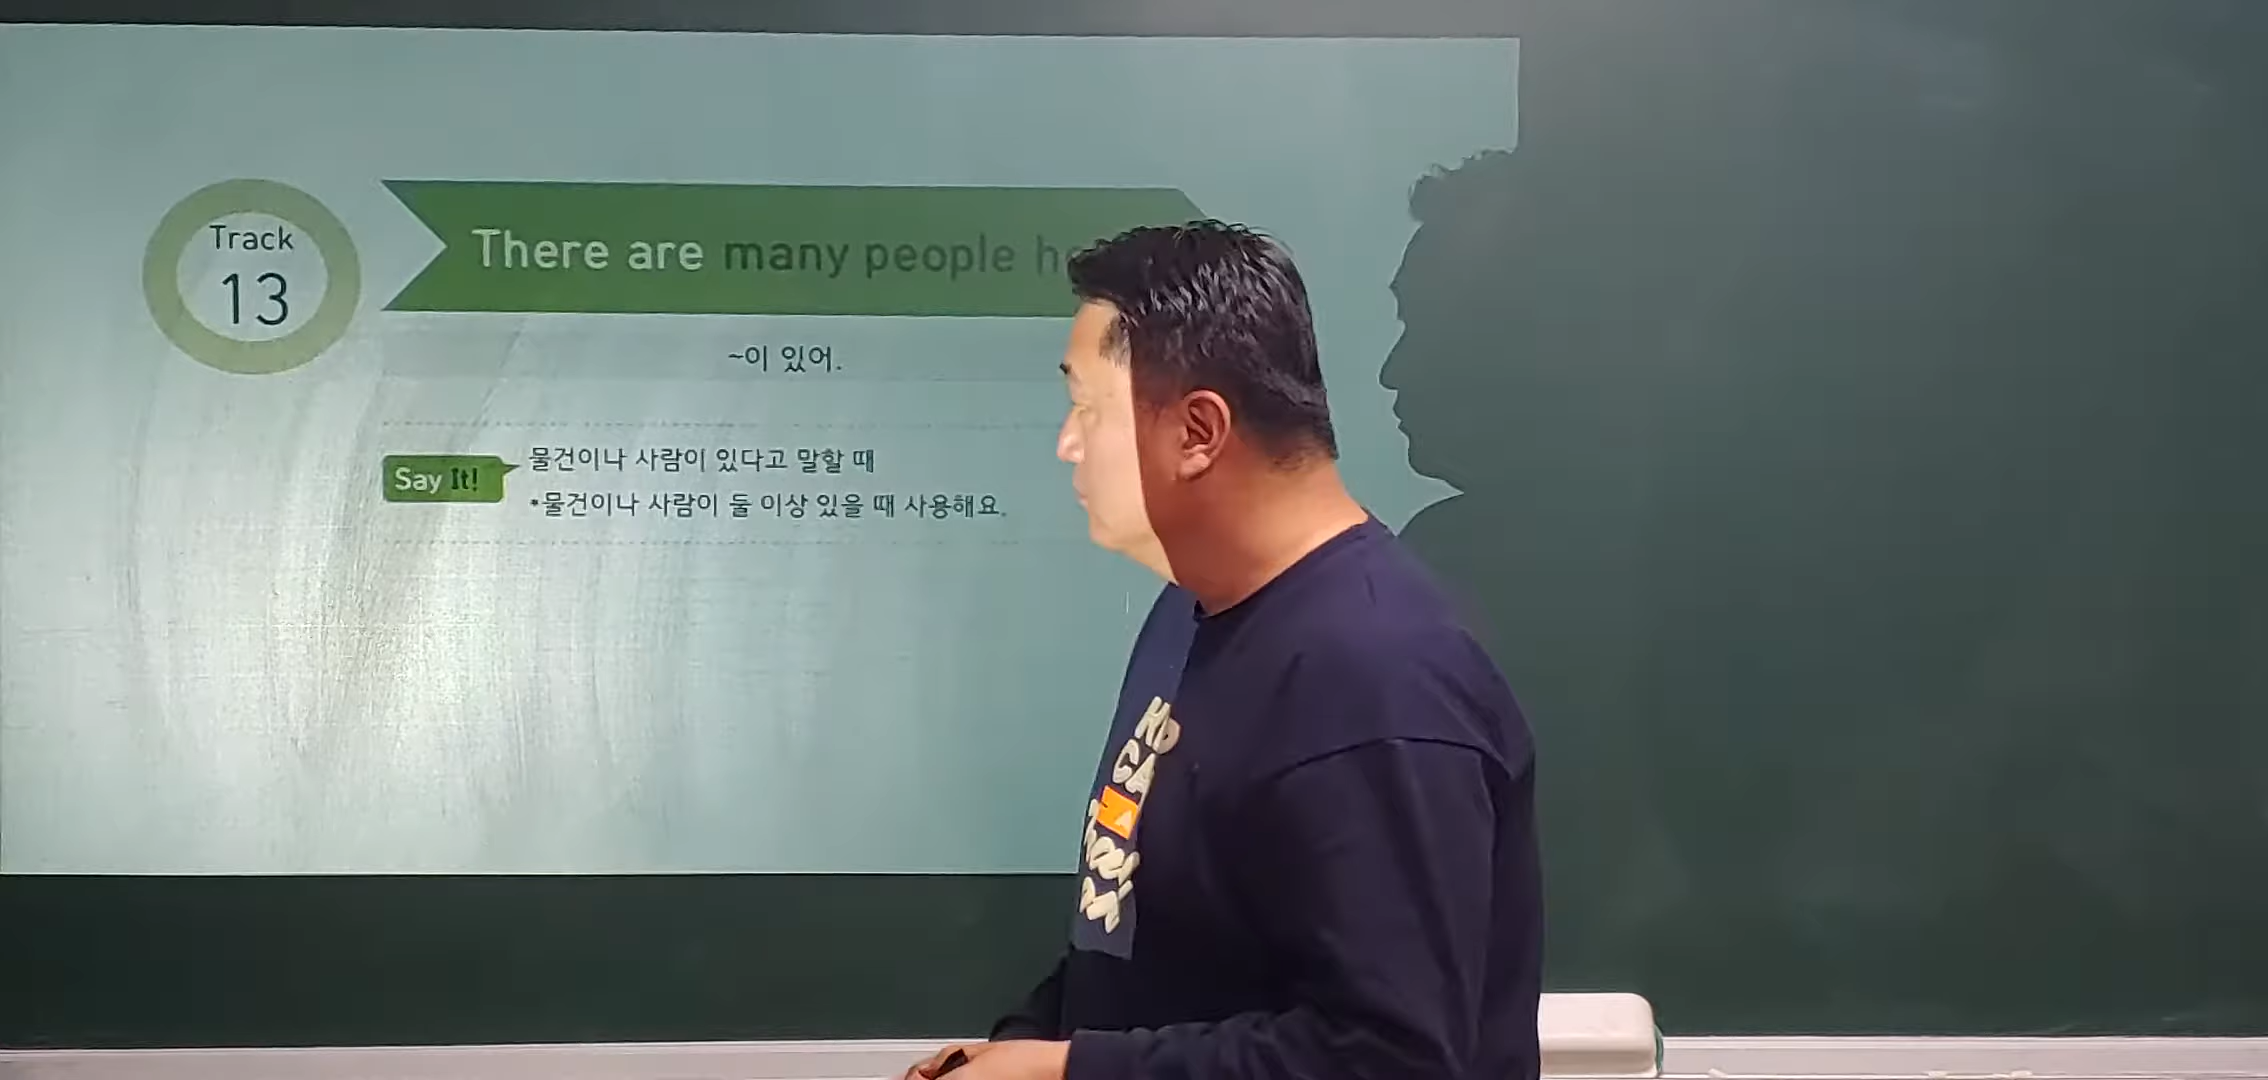 Track
13
There are many people
~이 있어.
Say It!
물건이나 사람이 있다고 말할 때
*물건이나 사람이 둘 이상 있을 때 사용해요.